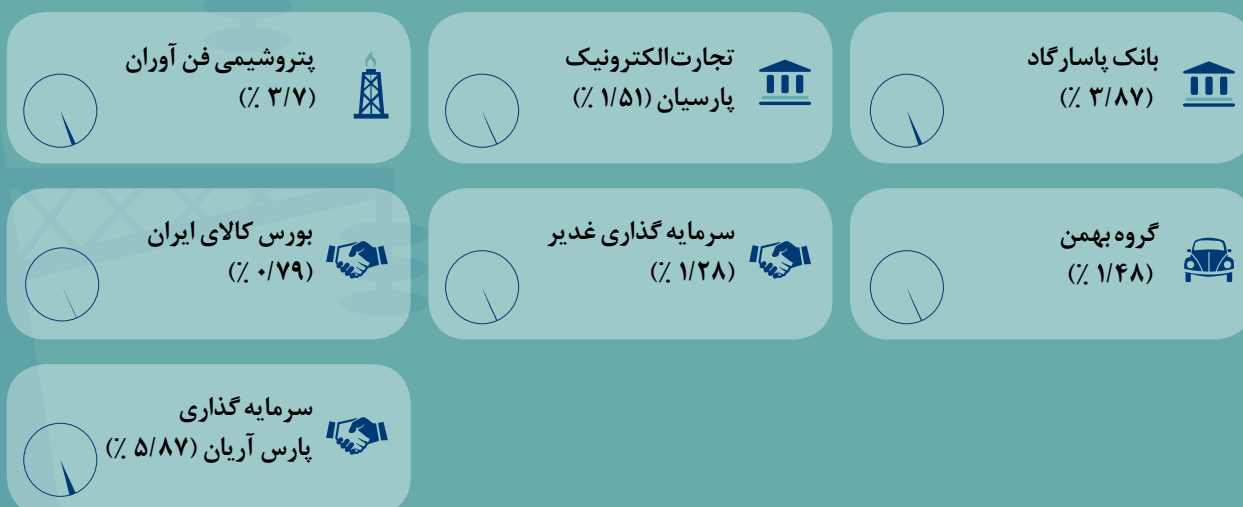 بانک پاسارگاد
(۳/۸۷ ٪)
تجارت‌الکترونیک
پارسیان (۱/۵۱ ٪)
پتروشیمی فن آوران
(۳/۷ ٪)
گروه بهمن
(۱/۴۸ ٪)
سرمایه گذاری غدیر
(۱/۲۸ ٪)
بورس کالای ایران
(۰/۷۹ ٪)
سرمایه گذاری
پارس آریان (۵/۸۷ ٪)